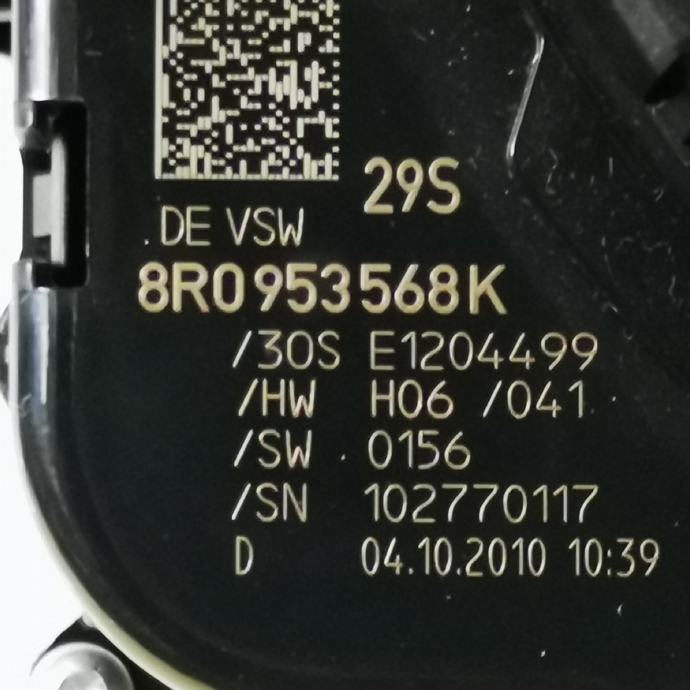 29S
.DE VSW
8R0953568K
/30S E1204499
/HW H06 /041
/SW 0156
/SN 102770117
D 04.10.2010 10:39